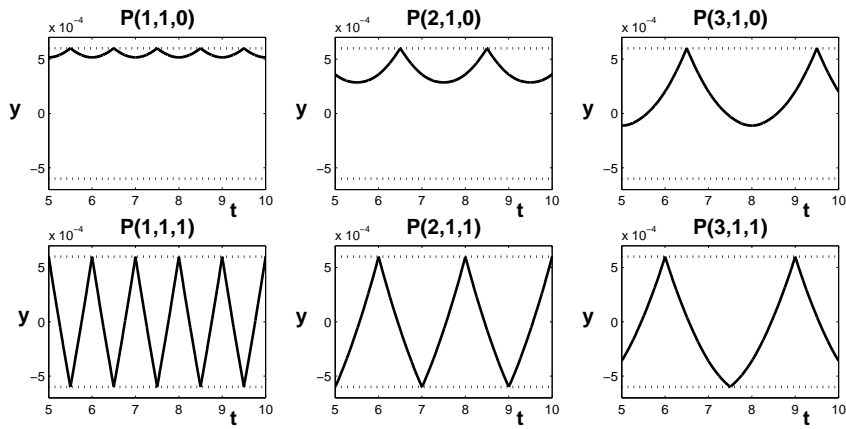 P(1,1,0) P(2,1,0) P(3,1,0)
x 10⁻⁴ x 10⁻⁴ x 10⁻⁴
5 5 5
y 0 y 0 y 0
−5 −5 −5
5 6 7 8 9 10 5 6 7 8 9 10 5 6 7 8 9 10
t t t
P(1,1,1) P(2,1,1) P(3,1,1)
x 10⁻⁴ x 10⁻⁴ x 10⁻⁴
5 5 5
y 0 y 0 y 0
−5 −5 −5
5 6 7 8 9 10 5 6 7 8 9 10 5 6 7 8 9 10
t t t